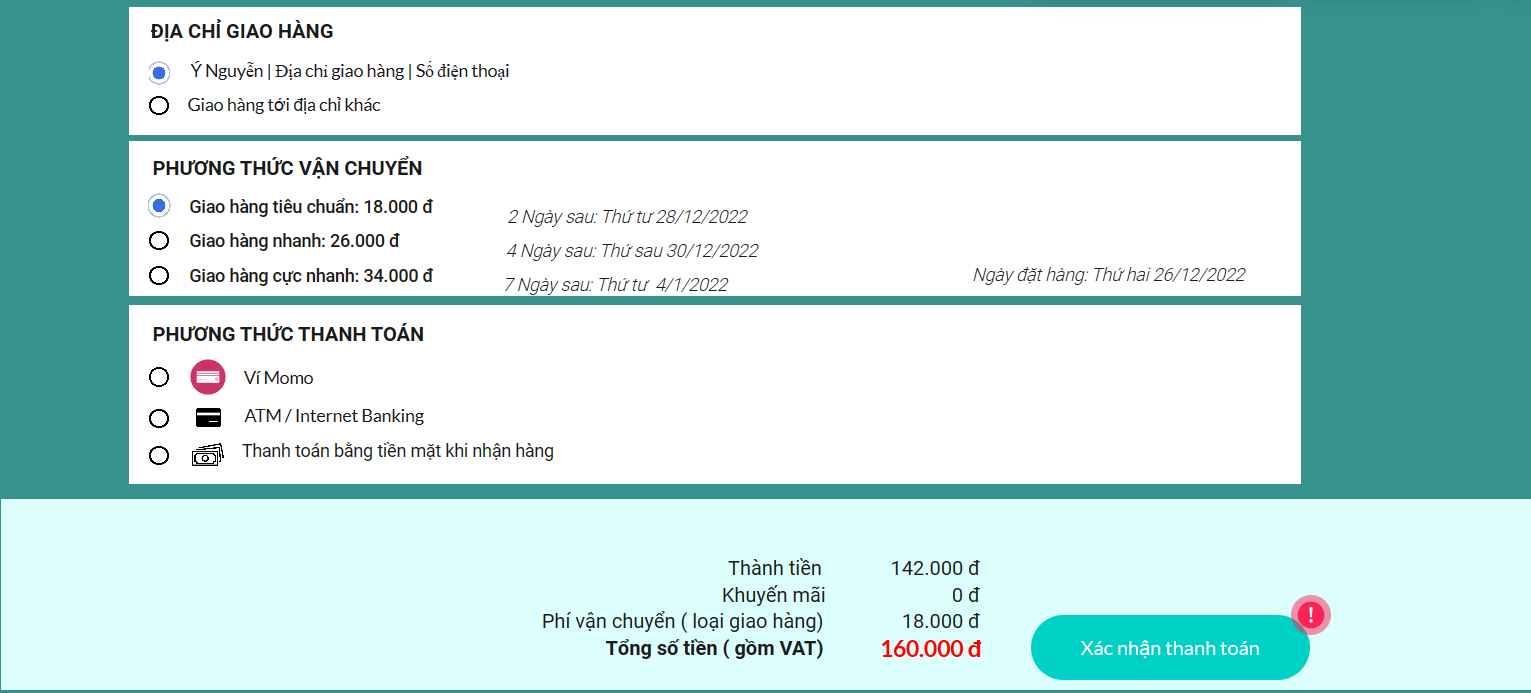 ĐỊA CHỈ GIAO HÀNG
Ý Nguyễn | Địa chỉ giao hàng | Số điện thoại
Giao hàng tới địa chỉ khác
PHƯƠNG THỨC VẬN CHUYỂN
Giao hàng tiêu chuẩn: 18.000 đ
2 Ngày sau: Thứ tư 28/12/2022
Giao hàng nhanh: 26.000 đ
4 Ngày sau: Thứ sau 30/12/2022
Giao hàng cực nhanh: 34.000 đ
7 Ngày sau: Thứ tư 4/1/2022
Ngày đặt hàng: Thứ hai 26/12/2022
PHƯƠNG THỨC THANH TOÁN
Ví Momo
ATM / Internet Banking
Thanh toán bằng tiền mặt khi nhận hàng
Thành tiền 142.000 đ
Khuyến mãi 0 đ
Phí vận chuyển ( loại giao hàng) 18.000 đ
Tổng số tiền ( gồm VAT) 160.000 đ
!
Xác nhận thanh toán